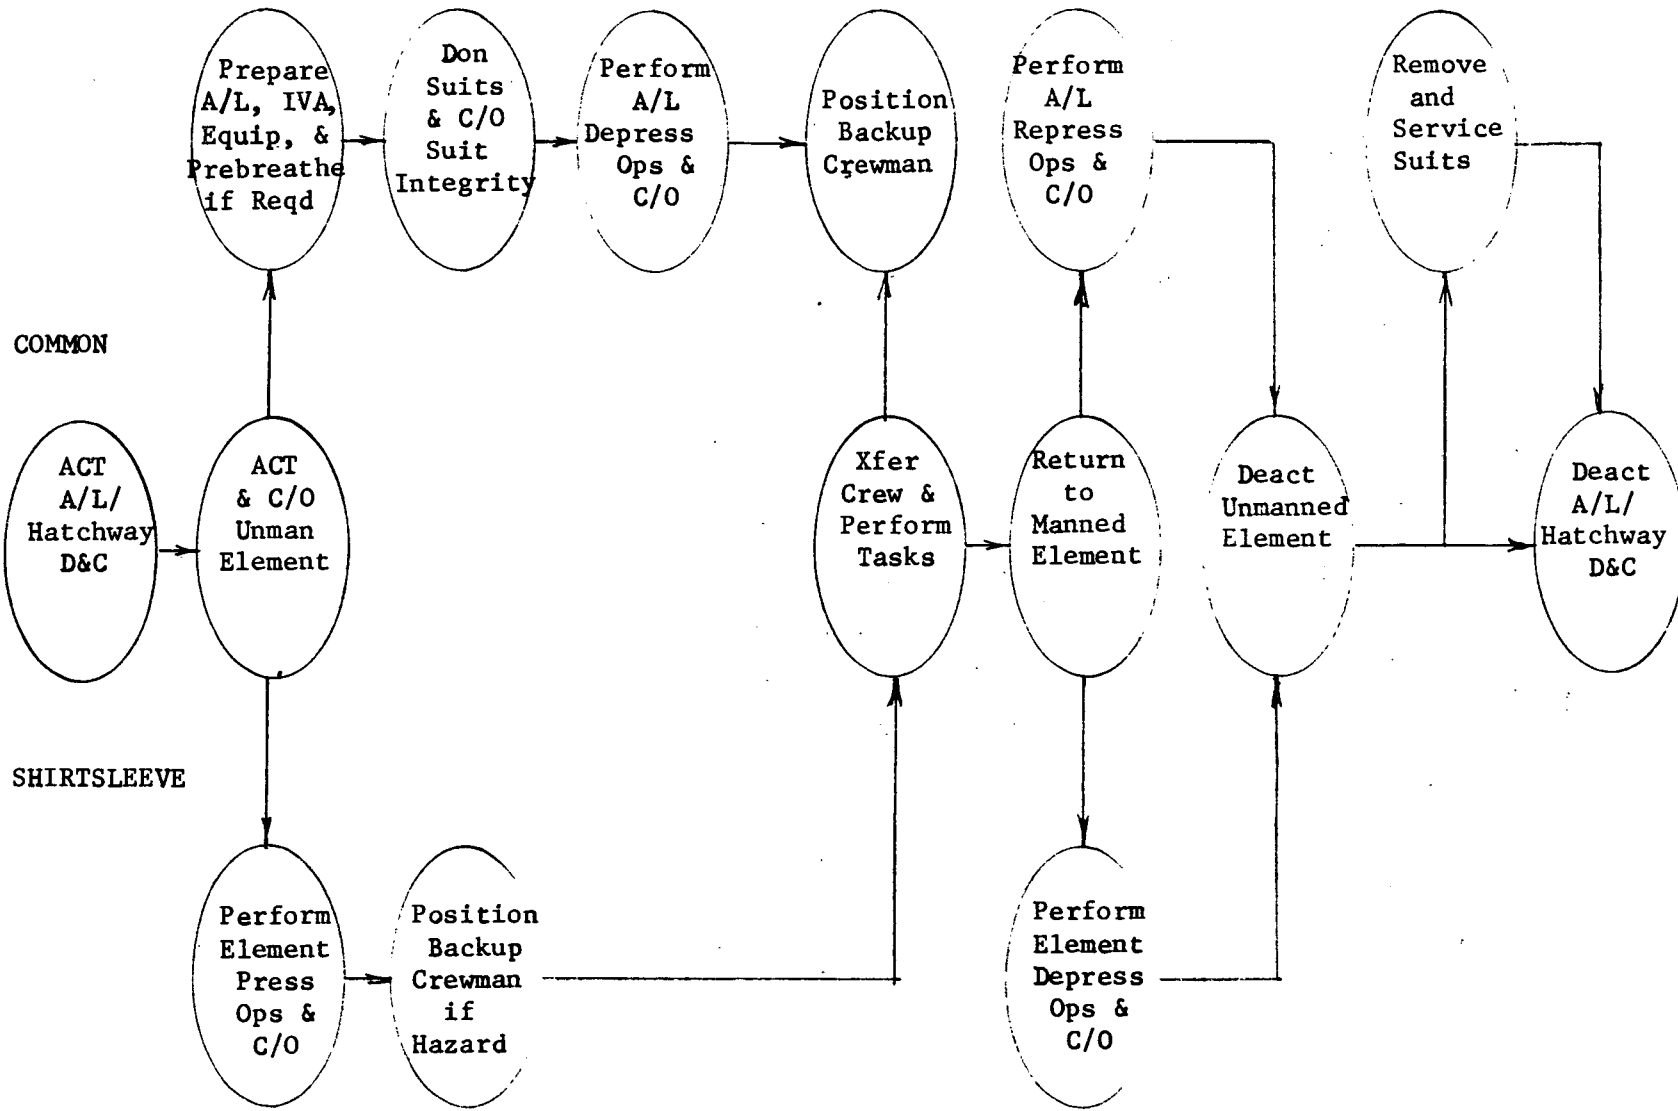 Prepare
A/L, IVA,
Equip, &
Prebreathe
if Reqd
Don
Suits
& C/O
Suit
Integrity
Perform
A/L
Depress
Ops &
C/O
Position
Backup
Crewman
Perform
A/L
Repress
Ops &
C/O
Remove
and
Service
Suits
COMMON
ACT
A/L/
Hatchway
D&C
ACT
& C/O
Unman
Element
Xfer
Crew &
Perform
Tasks
Return
to
Manned
Element
Deact
Unmanned
Element
Deact
A/L/
Hatchway
D&C
SHIRTSLEEVE
Perform
Element
Press
Ops &
C/O
Position
Backup
Crewman
if
Hazard
Perform
Element
Depress
Ops &
C/O